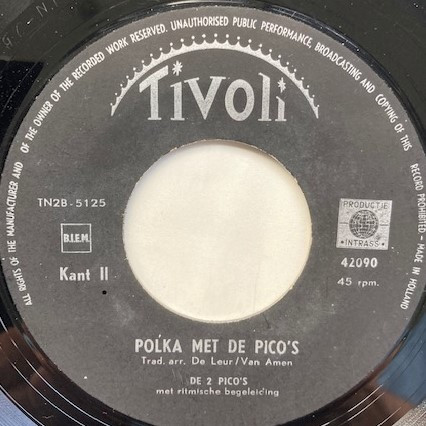 ALL RIGHTS OF THE MANUFACTURER AND OF THE OWNER OF THE RECORDED WORK RESERVED. UNAUTHORISED PUBLIC PERFORMANCE, BROADCASTING AND COPYING OF THIS RECORD PROHIBITED - MADE IN HOLLAND
Tivoli
TN2B-5125
B.I.E.M.
Kant II
PRODUCTIE
INTRASS
42090
45 rpm.
POLKA MET DE PICO'S
Trad. arr. De Leur/Van Amen
DE 2 PICO'S
met ritmische begeleiding